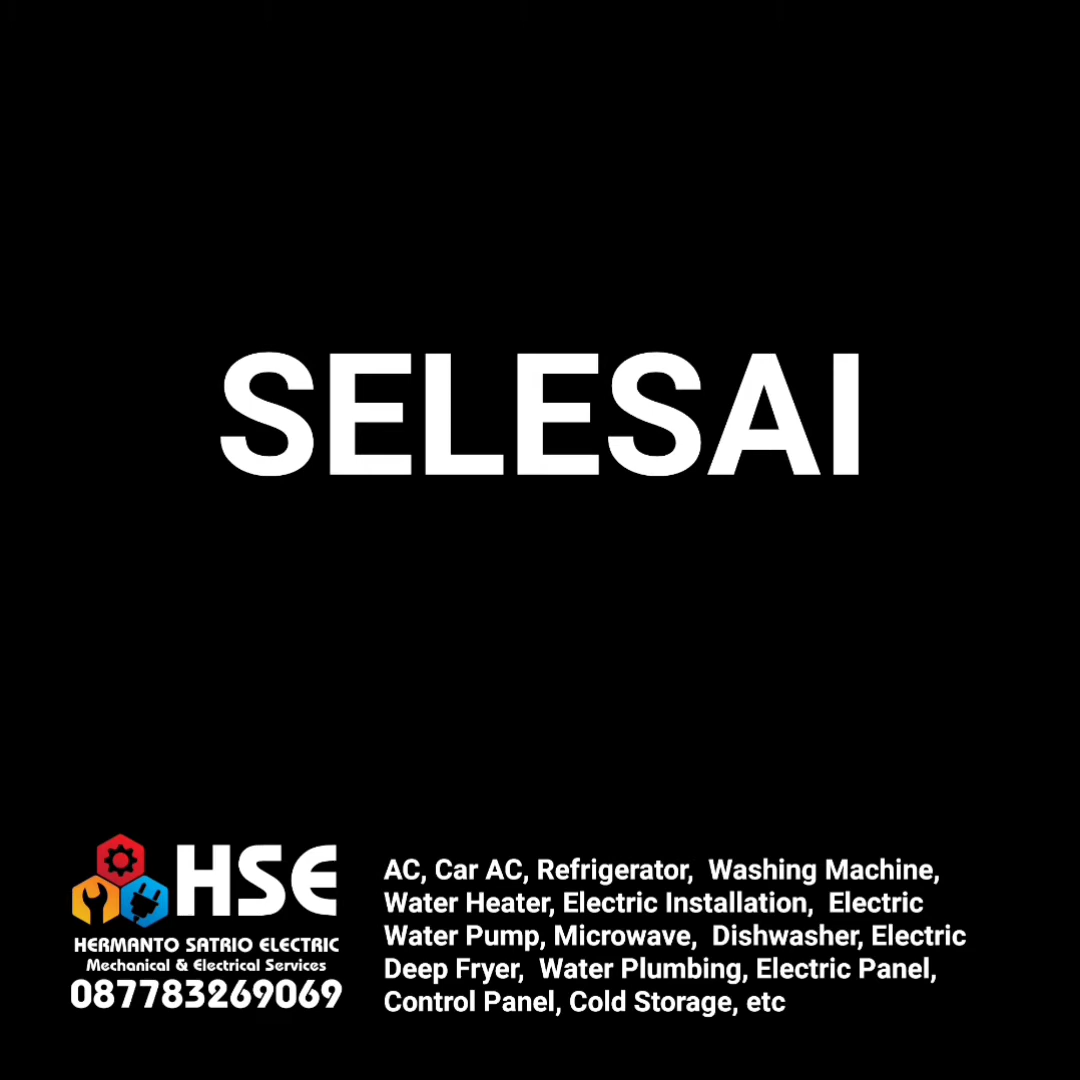 SELESAI
HSE
HERMANTO SATRIO ELECTRIC
Mechanical & Electrical Services
087783269069
AC, Car AC, Refrigerator, Washing Machine,
Water Heater, Electric Installation, Electric
Water Pump, Microwave, Dishwasher, Electric
Deep Fryer, Water Plumbing, Electric Panel,
Control Panel, Cold Storage, etc